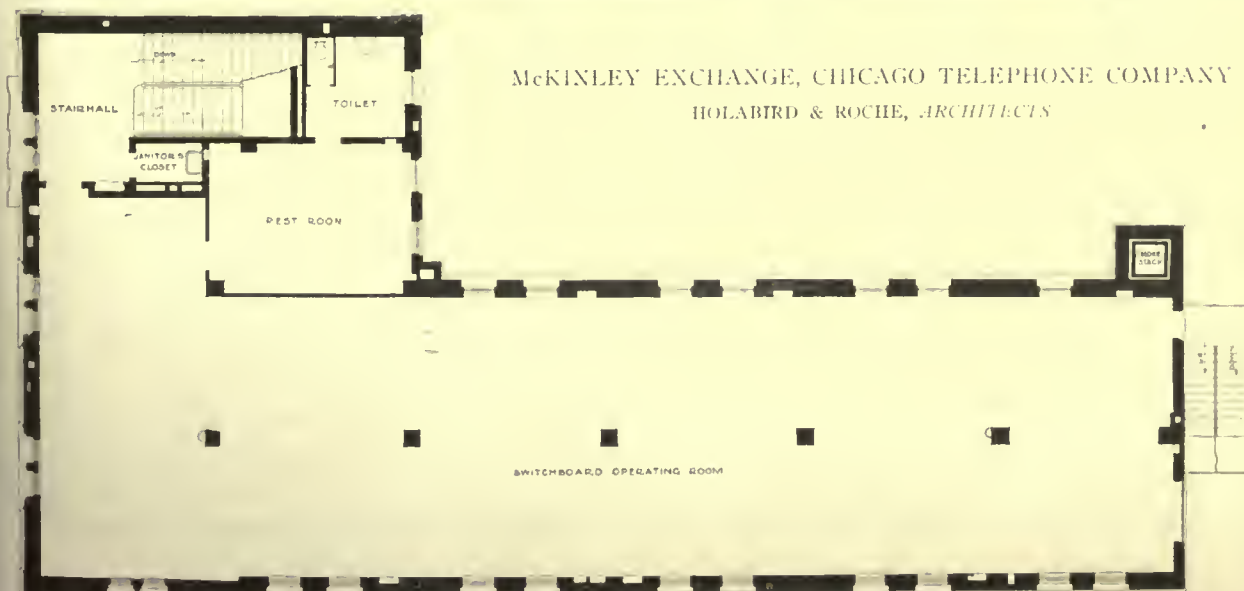 McKINLEY EXCHANGE, CHICAGO TELEPHONE COMPANY
HOLABIRD & ROCHE, ARCHITECTS
DOWN
STAIRHALL
TOILET
JANITOR'S
CLOSET
REST ROOM
SMOKE
STACK
SWITCHBOARD OPERATING ROOM